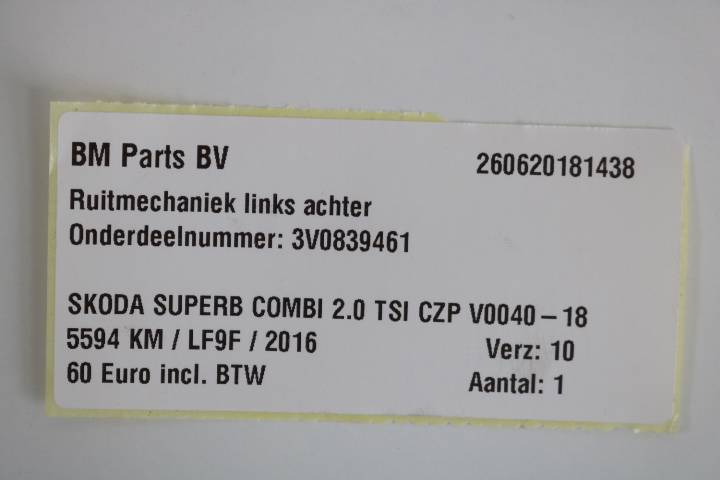 BM Parts BV 260620181438
Ruitmechaniek links achter
Onderdeelnummer: 3V0839461
SKODA SUPERB COMBI 2.0 TSI CZP V0040-18
5594 KM / LF9F / 2016 Verz: 10
60 Euro incl. BTW Aantal: 1